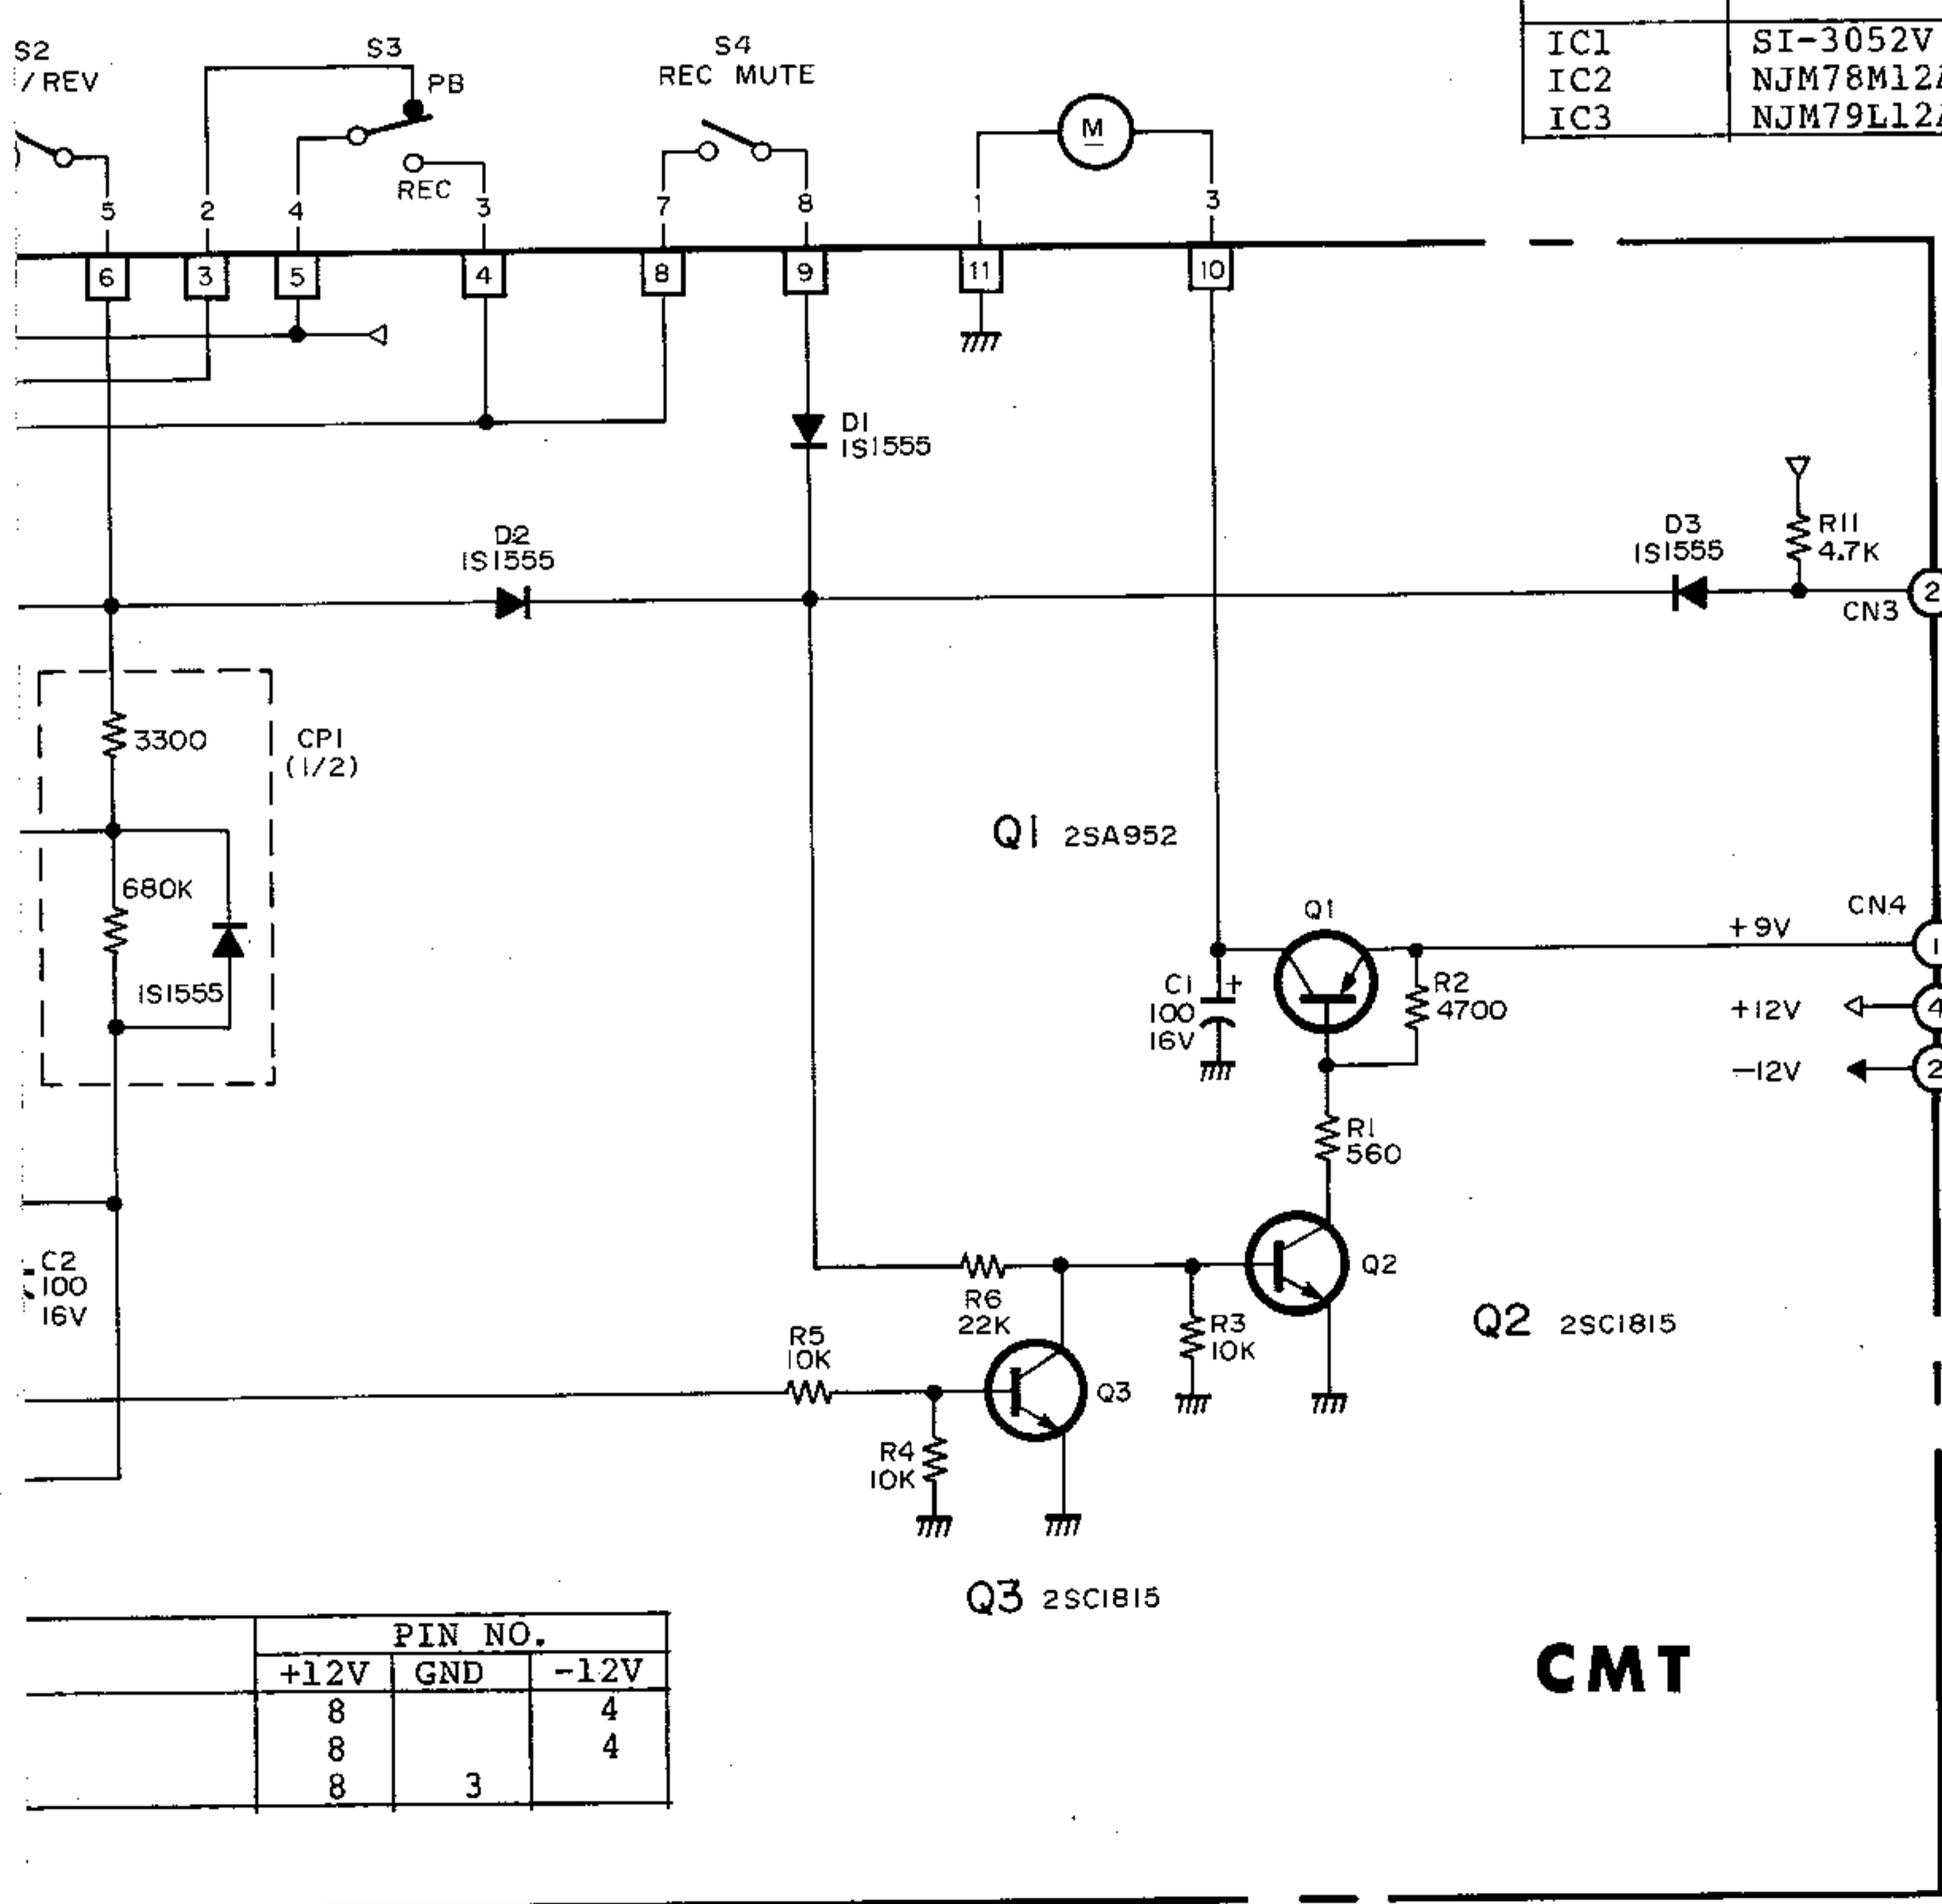 S2
/REV
S3
PB
REC
S4
REC MUTE
M
IC1 SI-3052V
IC2 NJM78M12
IC3 NJM79L12
5 2 4 3 7 8 1 3
6 3 5 4 8 9 11 10
D1
1S1555
D2
1S1555
D3
1S1555
R11
4.7K
2
CN3
3300
CP1
(1/2)
680K
1S1555
Q1 2SA952
Q1
CN4
+9V
1
C1 +
100
16V
R2
4700
+12V
4
-12V
2
R1
560
C2
100
16V
R6
22K
Q2
R3
10K
Q2 2SC1815
R5
10K
Q3
R4
10K
Q3 2SC1815
PIN NO.
+12V GND -12V
8 4
8 4
8 3
CMT